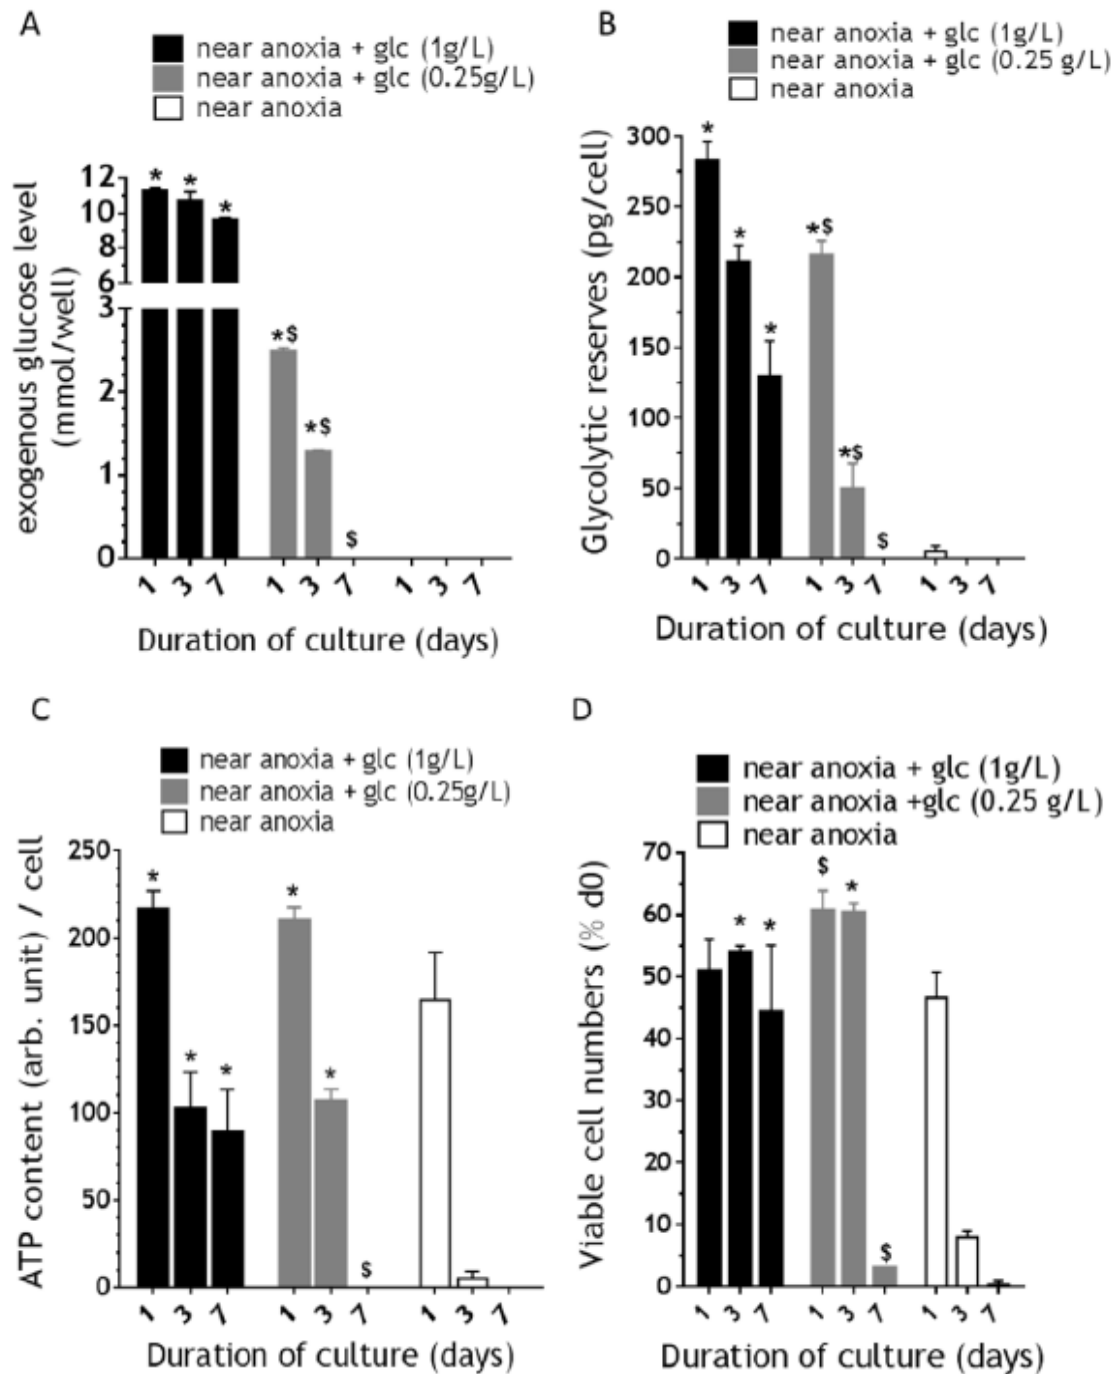 A
near anoxia + glc (1g/L)
near anoxia + glc (0.25g/L)
near anoxia
exogenous glucose level
(mmol/well)
12
10
8
6
3
2
1
0
* * *
*$ *$ $
1 3 7 1 3 7 1 3 7
Duration of culture (days)
B
near anoxia + glc (1g/L)
near anoxia + glc (0.25 g/L)
near anoxia
Glycolytic reserves (pg/cell)
300
250
200
150
100
50
0
* * *
*$ *$ $
1 3 7 1 3 7 1 3 7
Duration of culture (days)
C
near anoxia + glc (1g/L)
near anoxia + glc (0.25g/L)
near anoxia
ATP content (arb. unit) / cell
250
200
150
100
50
0
* * *
* * $
1 3 7 1 3 7 1 3 7
Duration of culture (days)
D
near anoxia + glc (1g/L)
near anoxia +glc (0.25 g/L)
near anoxia
Viable cell numbers (% d0)
70
60
50
40
30
20
10
0
* *
$ * $
1 3 7 1 3 7 1 3 7
Duration of culture (days)